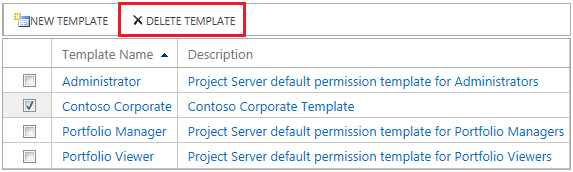 NEW TEMPLATE DELETE TEMPLATE
Template Name Description
Administrator Project Server default permission template for Administrators
Contoso Corporate Contoso Corporate Template
Portfolio Manager Project Server default permission template for Portfolio Managers
Portfolio Viewer Project Server default permission template for Portfolio Viewers